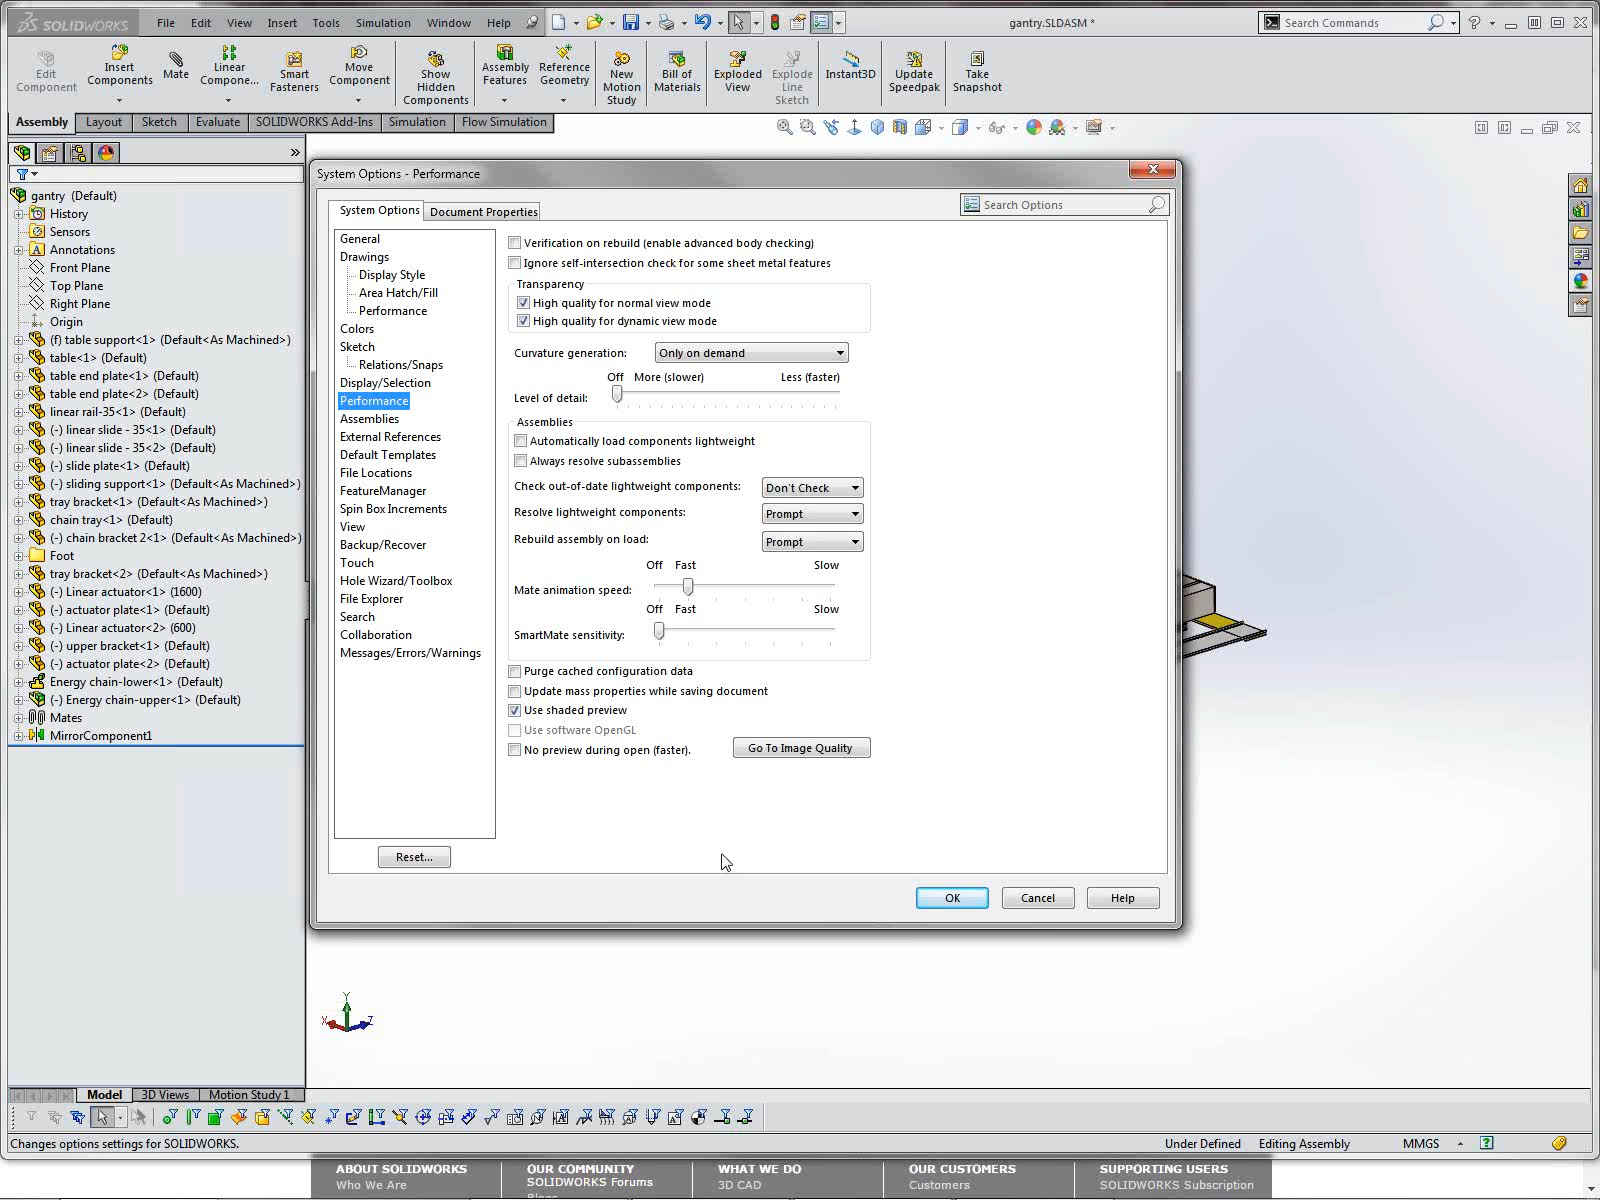 SOLIDWORKS File Edit View Insert Tools Simulation Window Help gantry.SLDASM * Search Commands
Edit Component
Insert Components
Mate
Linear Compone...
Smart Fasteners
Move Component
Show Hidden Components
Assembly Features
Reference Geometry
New Motion Study
Bill of Materials
Exploded View
Explode Line Sketch
Instant3D
Update Speedpak
Take Snapshot
Assembly Layout Sketch Evaluate SOLIDWORKS Add-Ins Simulation Flow Simulation
gantry (Default)
History
Sensors
Annotations
Front Plane
Top Plane
Right Plane
Origin
(f) table support<1> (Default<As Machined>)
table<1> (Default)
table end plate<1> (Default)
table end plate<2> (Default)
linear rail-35<1> (Default)
(-) linear slide - 35<1> (Default)
(-) linear slide - 35<2> (Default)
(-) slide plate<1> (Default)
(-) sliding support<1> (Default<As Machined>)
tray bracket<1> (Default<As Machined>)
chain tray<1> (Default)
(-) chain bracket 2<1> (Default<As Machined>)
Foot
tray bracket<2> (Default<As Machined>)
(-) Linear actuator<1> (1600)
(-) actuator plate<1> (Default)
(-) Linear actuator<2> (600)
(-) upper bracket<1> (Default)
(-) actuator plate<2> (Default)
Energy chain-lower<1> (Default)
(-) Energy chain-upper<1> (Default)
Mates
MirrorComponent1
System Options - Performance
System Options Document Properties Search Options
General
Drawings
Display Style
Area Hatch/Fill
Performance
Colors
Sketch
Relations/Snaps
Display/Selection
Performance
Assemblies
External References
Default Templates
File Locations
FeatureManager
Spin Box Increments
View
Backup/Recover
Touch
Hole Wizard/Toolbox
File Explorer
Search
Collaboration
Messages/Errors/Warnings
Reset...
Verification on rebuild (enable advanced body checking)
Ignore self-intersection check for some sheet metal features
Transparency
High quality for normal view mode
High quality for dynamic view mode
Curvature generation: Only on demand
Off More (slower) Less (faster)
Level of detail:
Assemblies
Automatically load components lightweight
Always resolve subassemblies
Check out-of-date lightweight components: Don't Check
Resolve lightweight components: Prompt
Rebuild assembly on load: Prompt
Off Fast Slow
Mate animation speed:
Off Fast Slow
SmartMate sensitivity:
Purge cached configuration data
Update mass properties while saving document
Use shaded preview
Use software OpenGL
No preview during open (faster). Go To Image Quality
OK Cancel Help
Y
X Z
Model 3D Views Motion Study 1
Changes options settings for SOLIDWORKS. Under Defined Editing Assembly MMGS
ABOUT SOLIDWORKS OUR COMMUNITY WHAT WE DO OUR CUSTOMERS SUPPORTING USERS
Who We Are SOLIDWORKS Forums 3D CAD Customers SOLIDWORKS Subscription
Blogs